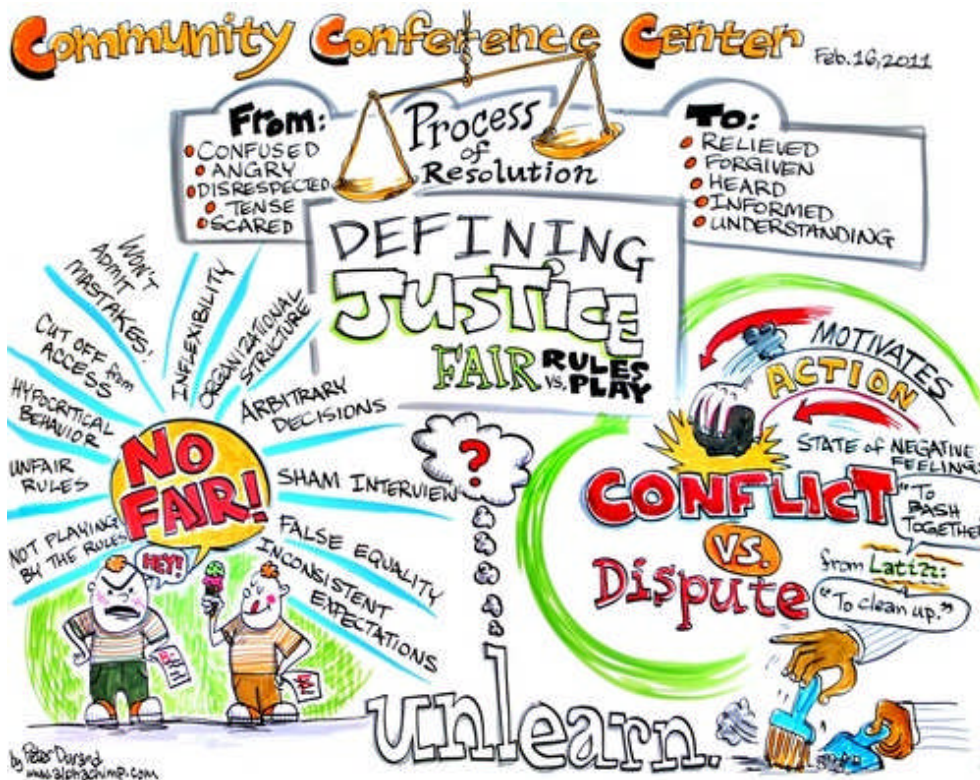 Community Conference Center
Feb. 16, 2011
From:
CONFUSED
ANGRY
DISRESPECTED
TENSE
SCARED
Process
of
Resolution
To:
RELIEVED
FORGIVEN
HEARD
INFORMED
UNDERSTANDING
DEFINING
JUSTICE
FAIR RULES
VS. PLAY
WON'T
ADMIT
MASTAKES!
CUT OFF from
ACCESS
HYPOCRITICAL
BEHAVIOR
UNFAIR
RULES
NOT PLAYING
BY THE RULES
INFLEXIBILITY
ORGANIZATIONAL
STRUCTURE
ARBITRARY
DECISIONS
SHAM INTERVIEW
FALSE EQUALITY
INCONSISTENT
EXPECTATIONS
NO
FAIR!
HEY!
?
unlearn.
MOTIVATES
ACTION
STATE of NEGATIVE
FEELINGS
CONFLICT
VS.
Dispute
"TO
BASH
TOGETHER"
from Latin:
"To clean up."
by Peter Durand
www.alphachimp.com